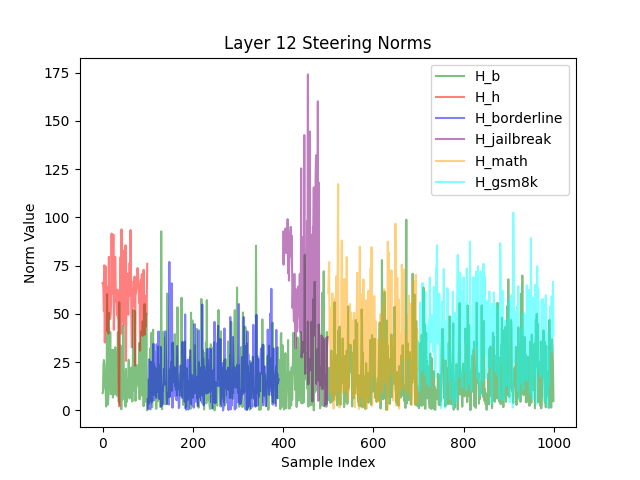 Layer 12 Steering Norms
Norm Value
175
150
125
100
75
50
25
0
0
200
400
600
800
1000
Sample Index
H_b
H_h
H_borderline
H_jailbreak
H_math
H_gsm8k